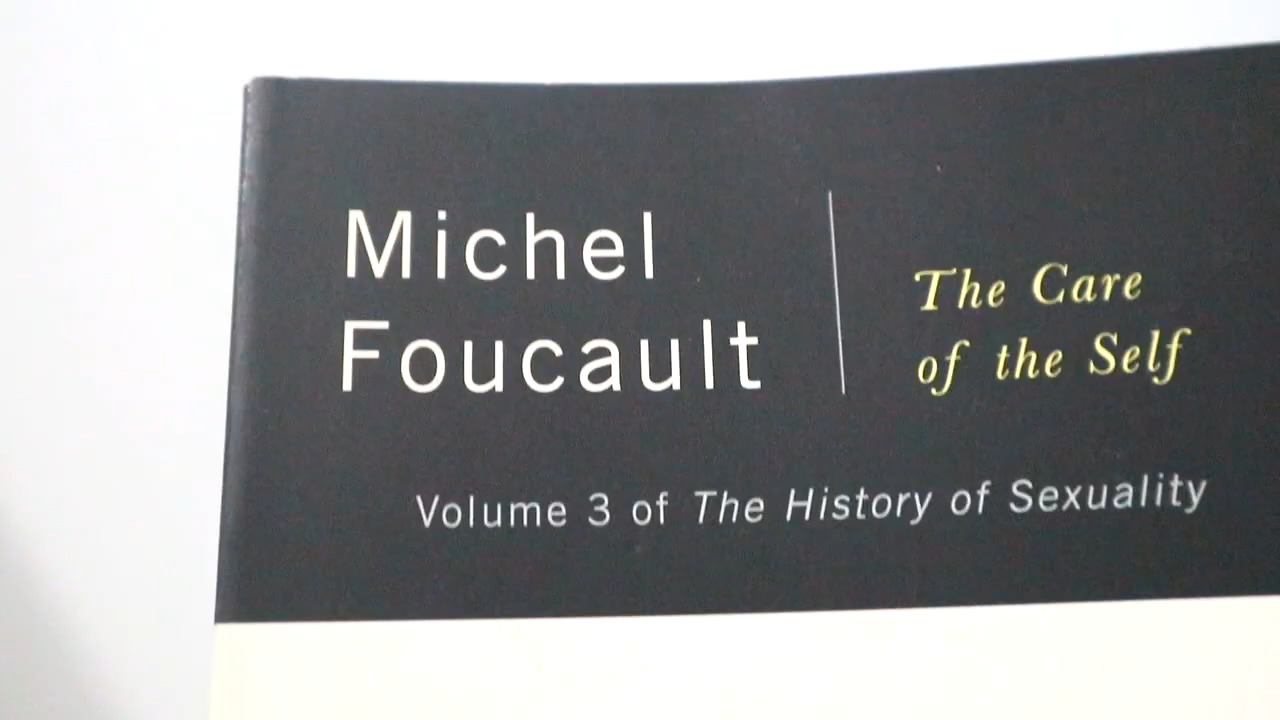 Michel
Foucault
The Care
of the Self
Volume 3 of The History of Sexuality